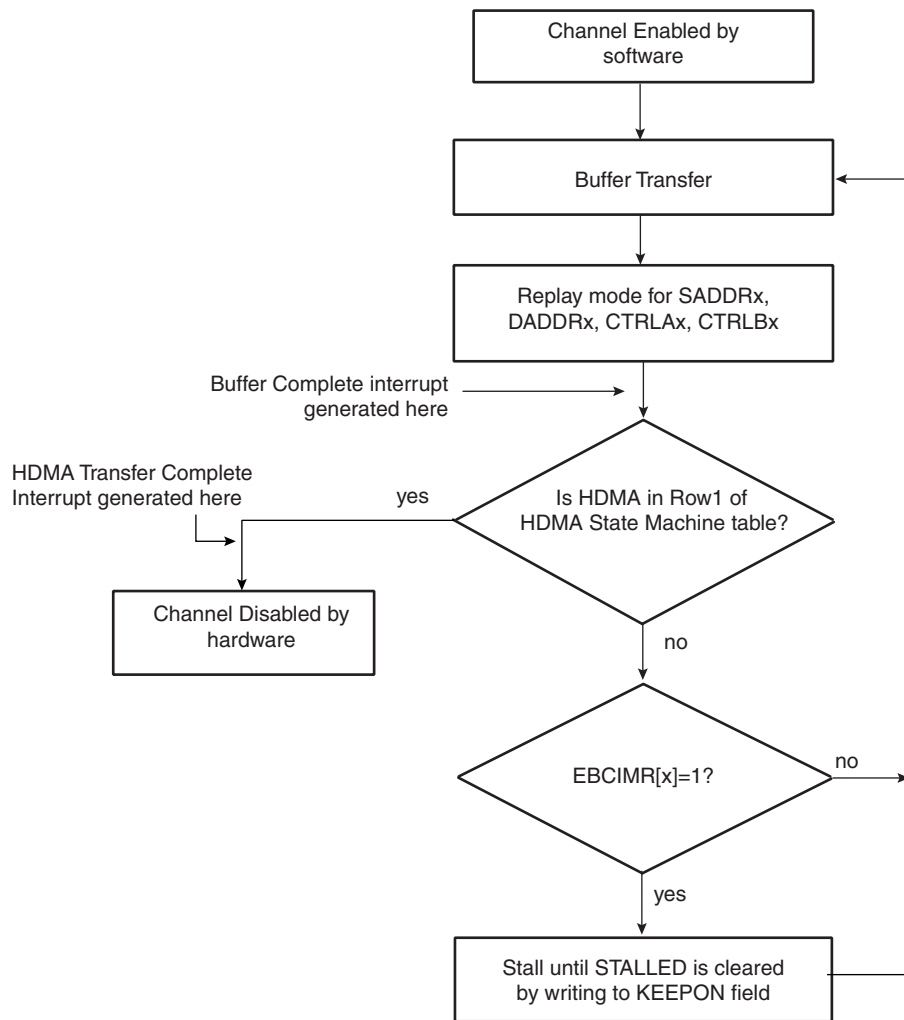 Channel Enabled by
software
Buffer Transfer
Replay mode for SADDRx,
DADDRx, CTRLAx, CTRLBx
Buffer Complete interrupt
generated here
HDMA Transfer Complete
Interrupt generated here
yes
Is HDMA in Row1 of
HDMA State Machine table?
Channel Disabled by
hardware
no
EBCIMR[x]=1?
no
yes
Stall until STALLED is cleared
by writing to KEEPON field